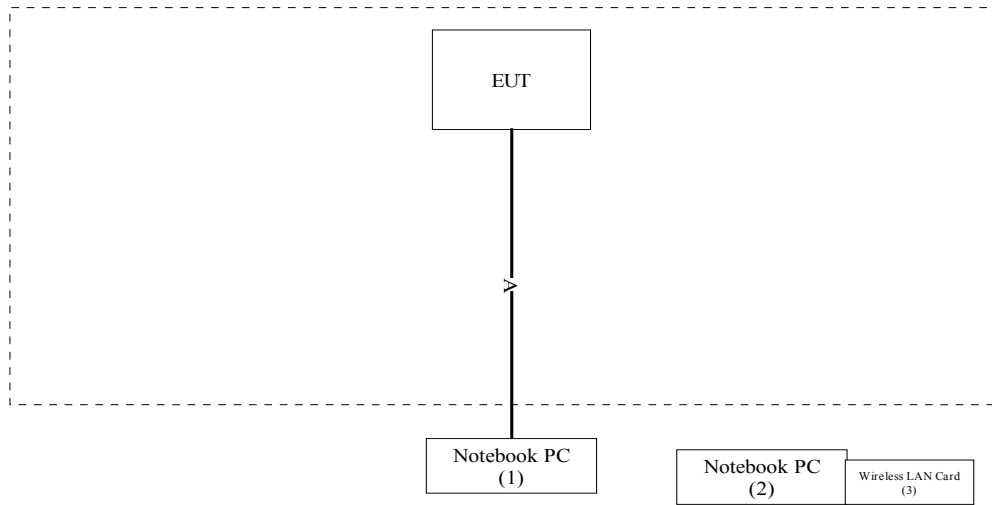 EUT
A
Notebook PC
(1)
Notebook PC
(2)
Wireless LAN Card
(3)